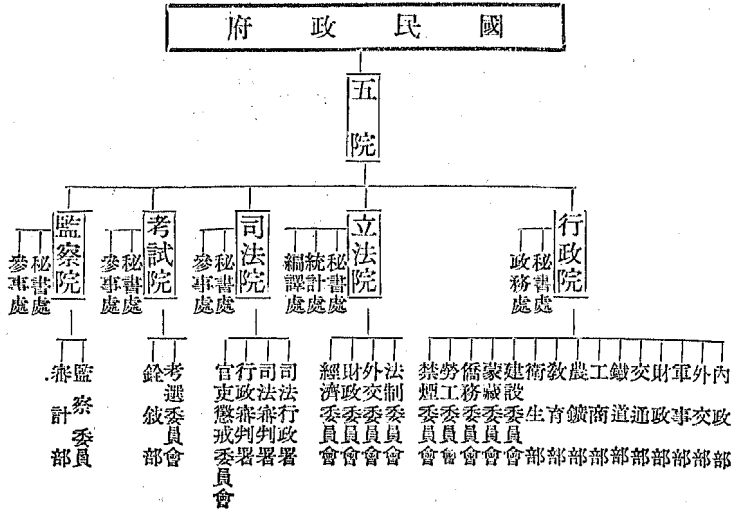 國民政府
五院
行政院
秘書處
政務處
立法院
秘書處
統計處
編譯處
司法院
秘書處
參事處
考試院
秘書處
參事處
監察院
秘書處
參事處
內政部
外交部
軍事部
財政部
交通部
鐵道部
工商部
農鑛部
教育部
衛生部
建設委員會
蒙藏委員會
僑務委員會
勞工委員會
禁煙委員會
法制委員會
外交委員會
財政委員會
經濟委員會
司法行政署
司法審判署
行政審判署
官吏懲戒委員會
考選委員會
銓敍部
監察委員
審計部